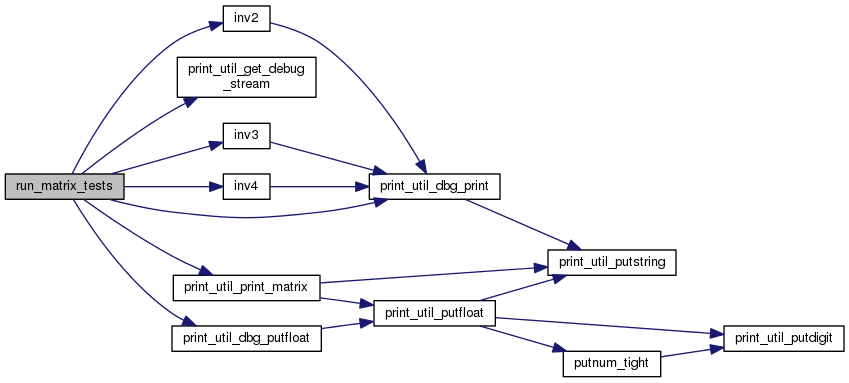 inv2
print_util_get_debug
_stream
inv3
run_matrix_tests
inv4
print_util_dbg_print
print_util_putstring
print_util_print_matrix
print_util_putfloat
print_util_dbg_putfloat
print_util_putdigit
putnum_tight